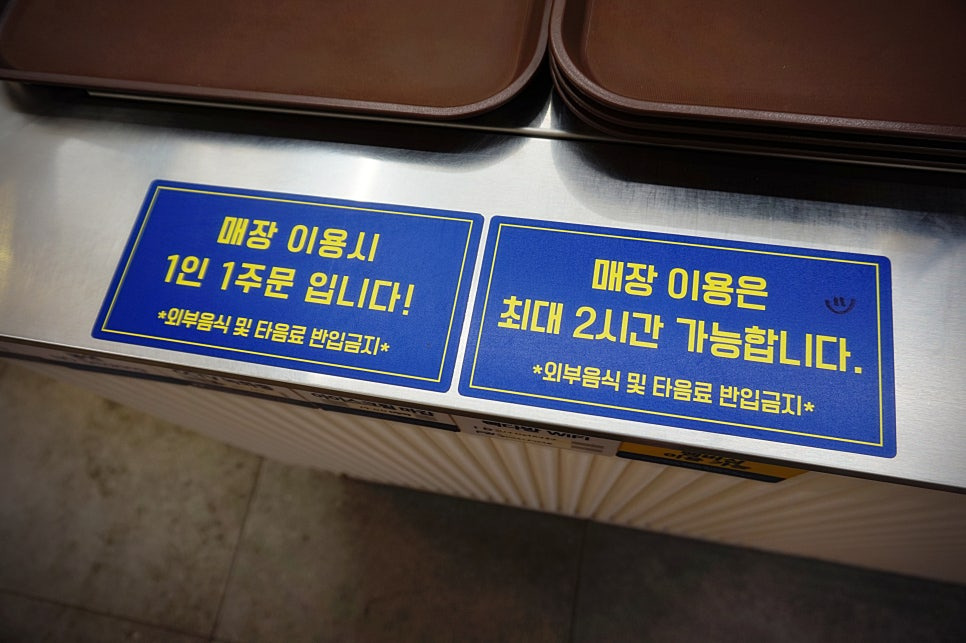 매장 이용시
1인 1주문 입니다!
*외부음식 및 타음료 반입금지*
매장 이용은
최대 2시간 가능합니다.
*외부음식 및 타음료 반입금지*
WiFi